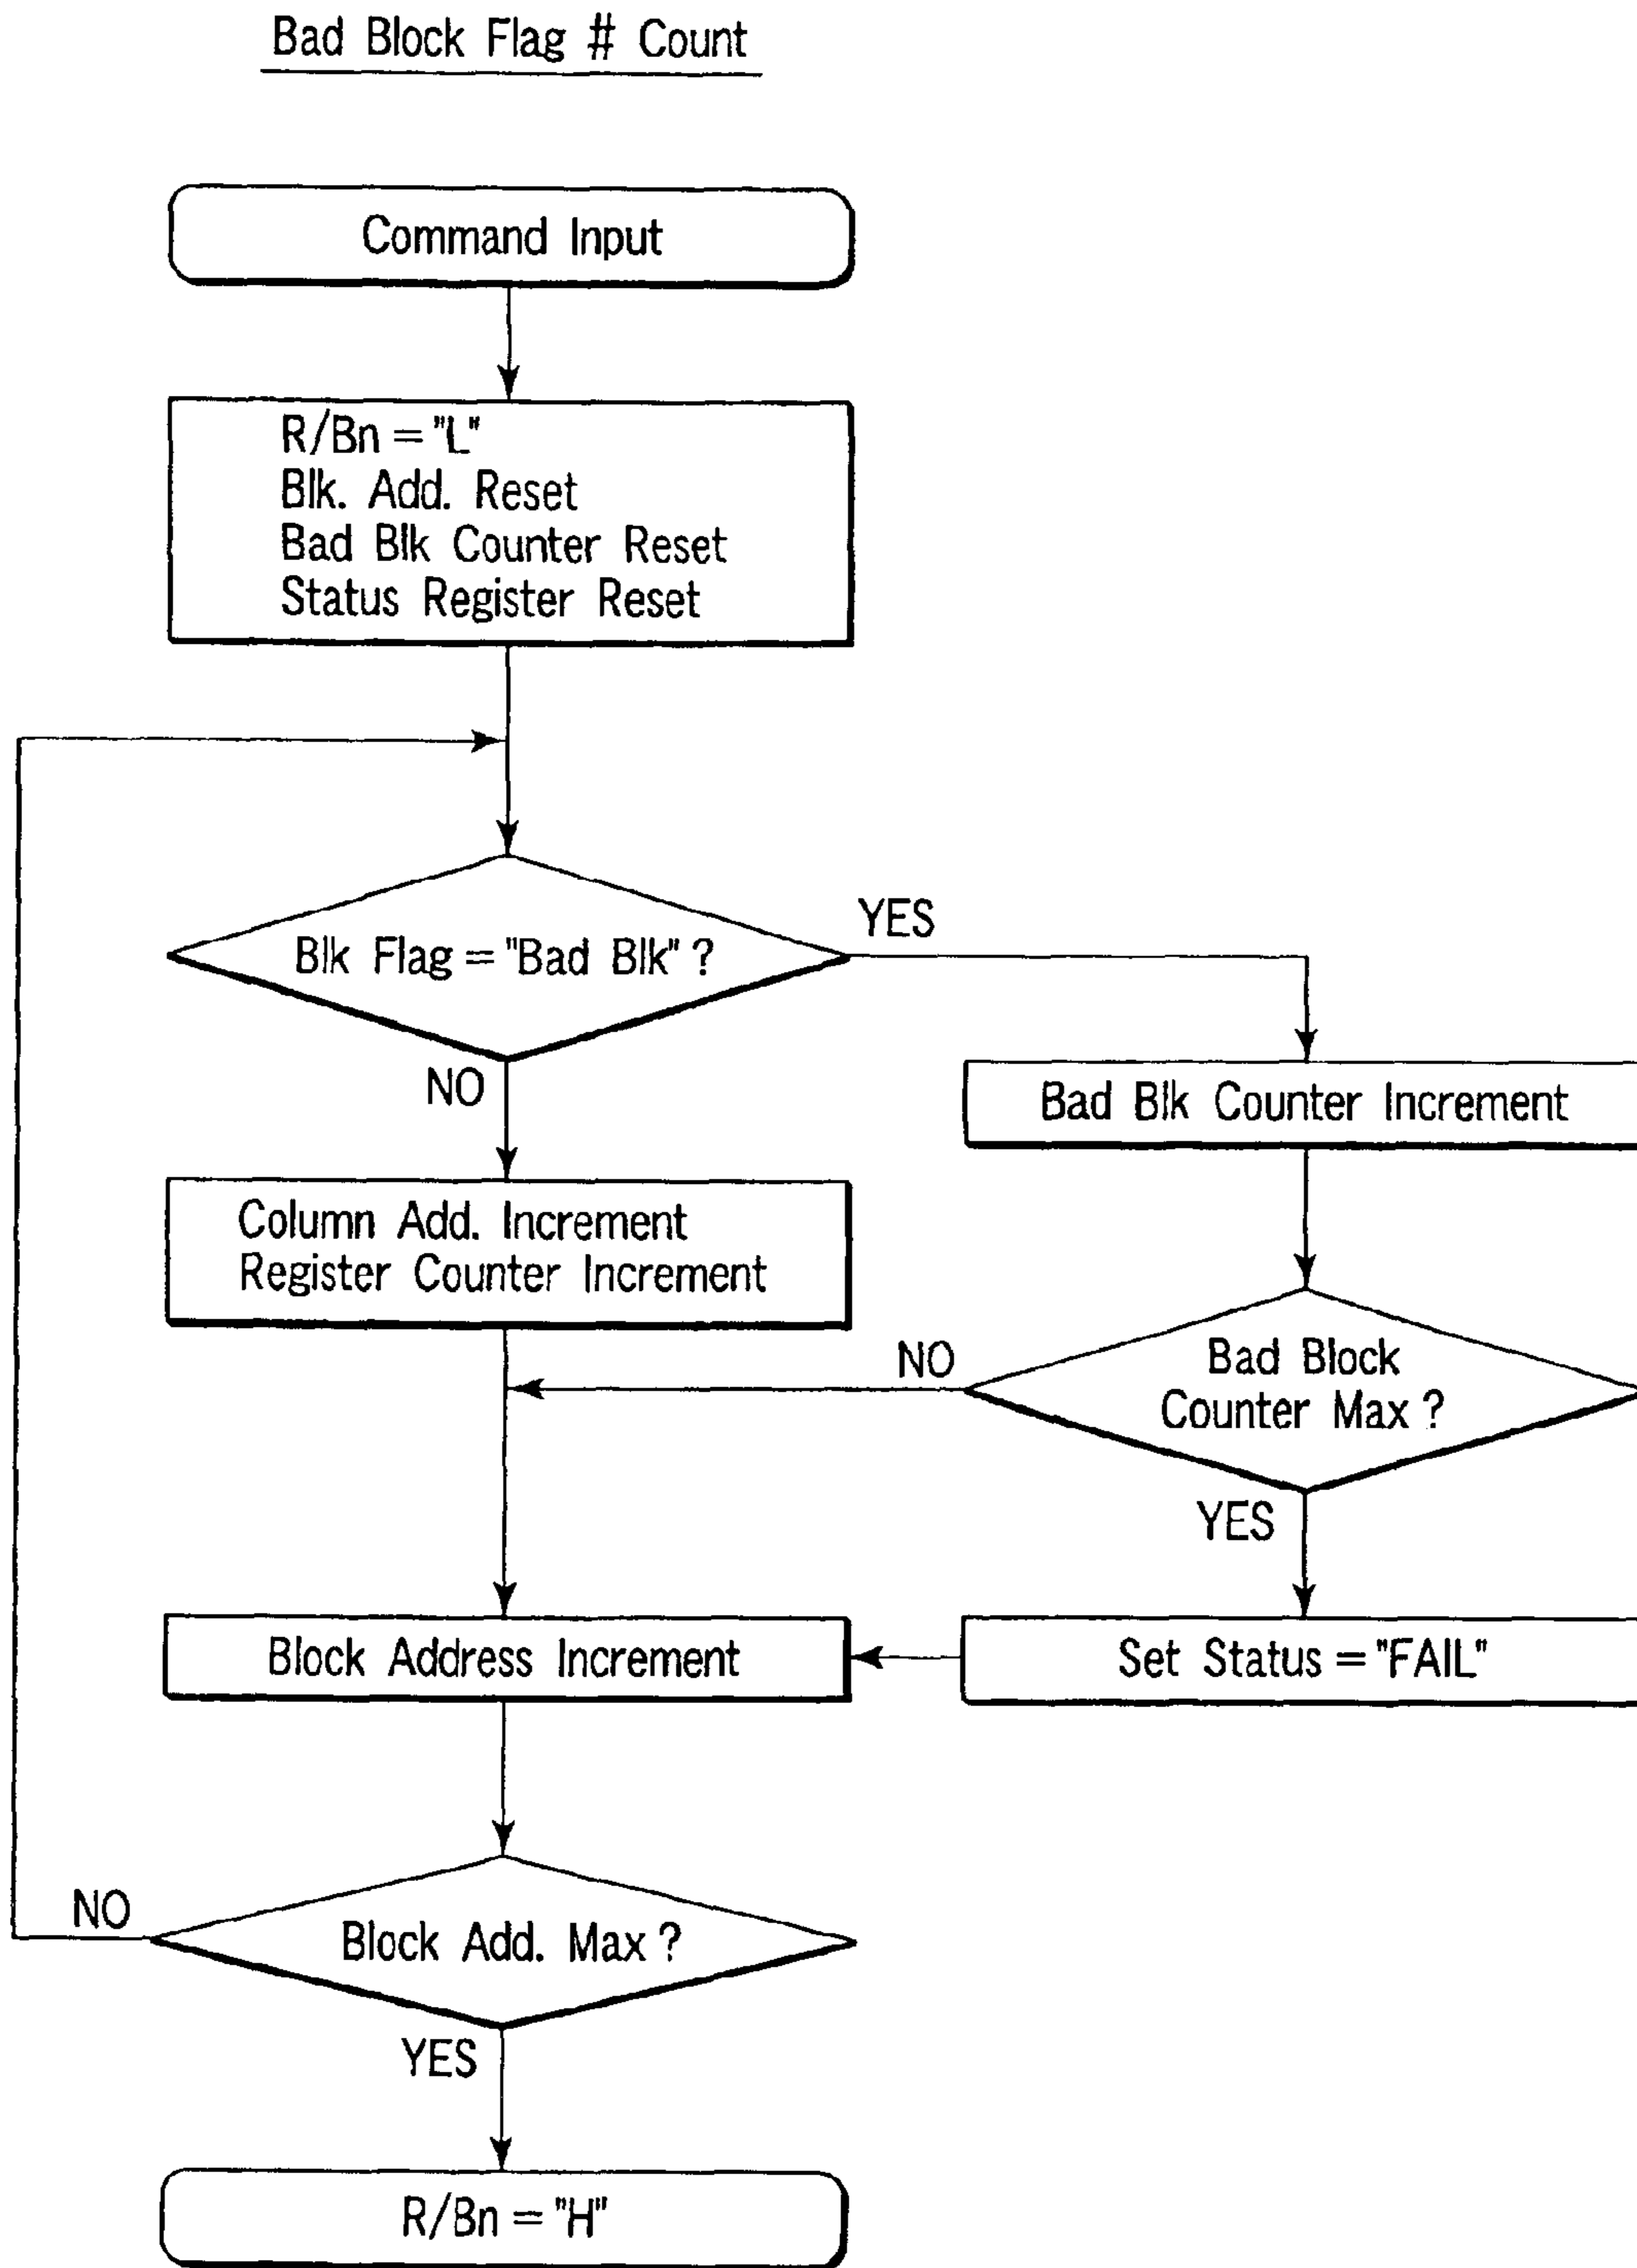 Bad Block Flag # Count
Command Input
R/Bn = "L"
Blk. Add. Reset
Bad Blk Counter Reset
Status Register Reset
Blk Flag = "Bad Blk" ?
YES
NO
Bad Blk Counter Increment
Column Add. Increment
Register Counter Increment
NO
Bad Block
Counter Max ?
YES
Block Address Increment
Set Status = "FAIL"
NO
Block Add. Max ?
YES
R/Bn = "H"